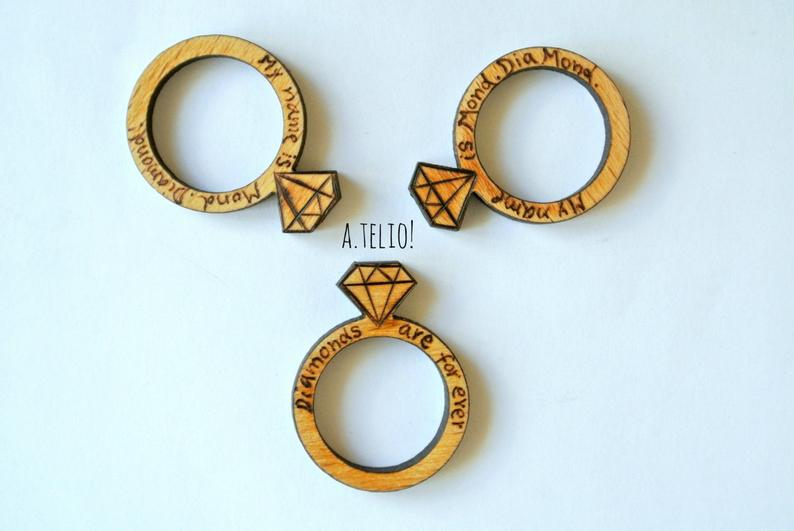 My name is Mond. Diamond!
My name is Mond. DiaMond.
A.TELIO!
Diamonds are for ever